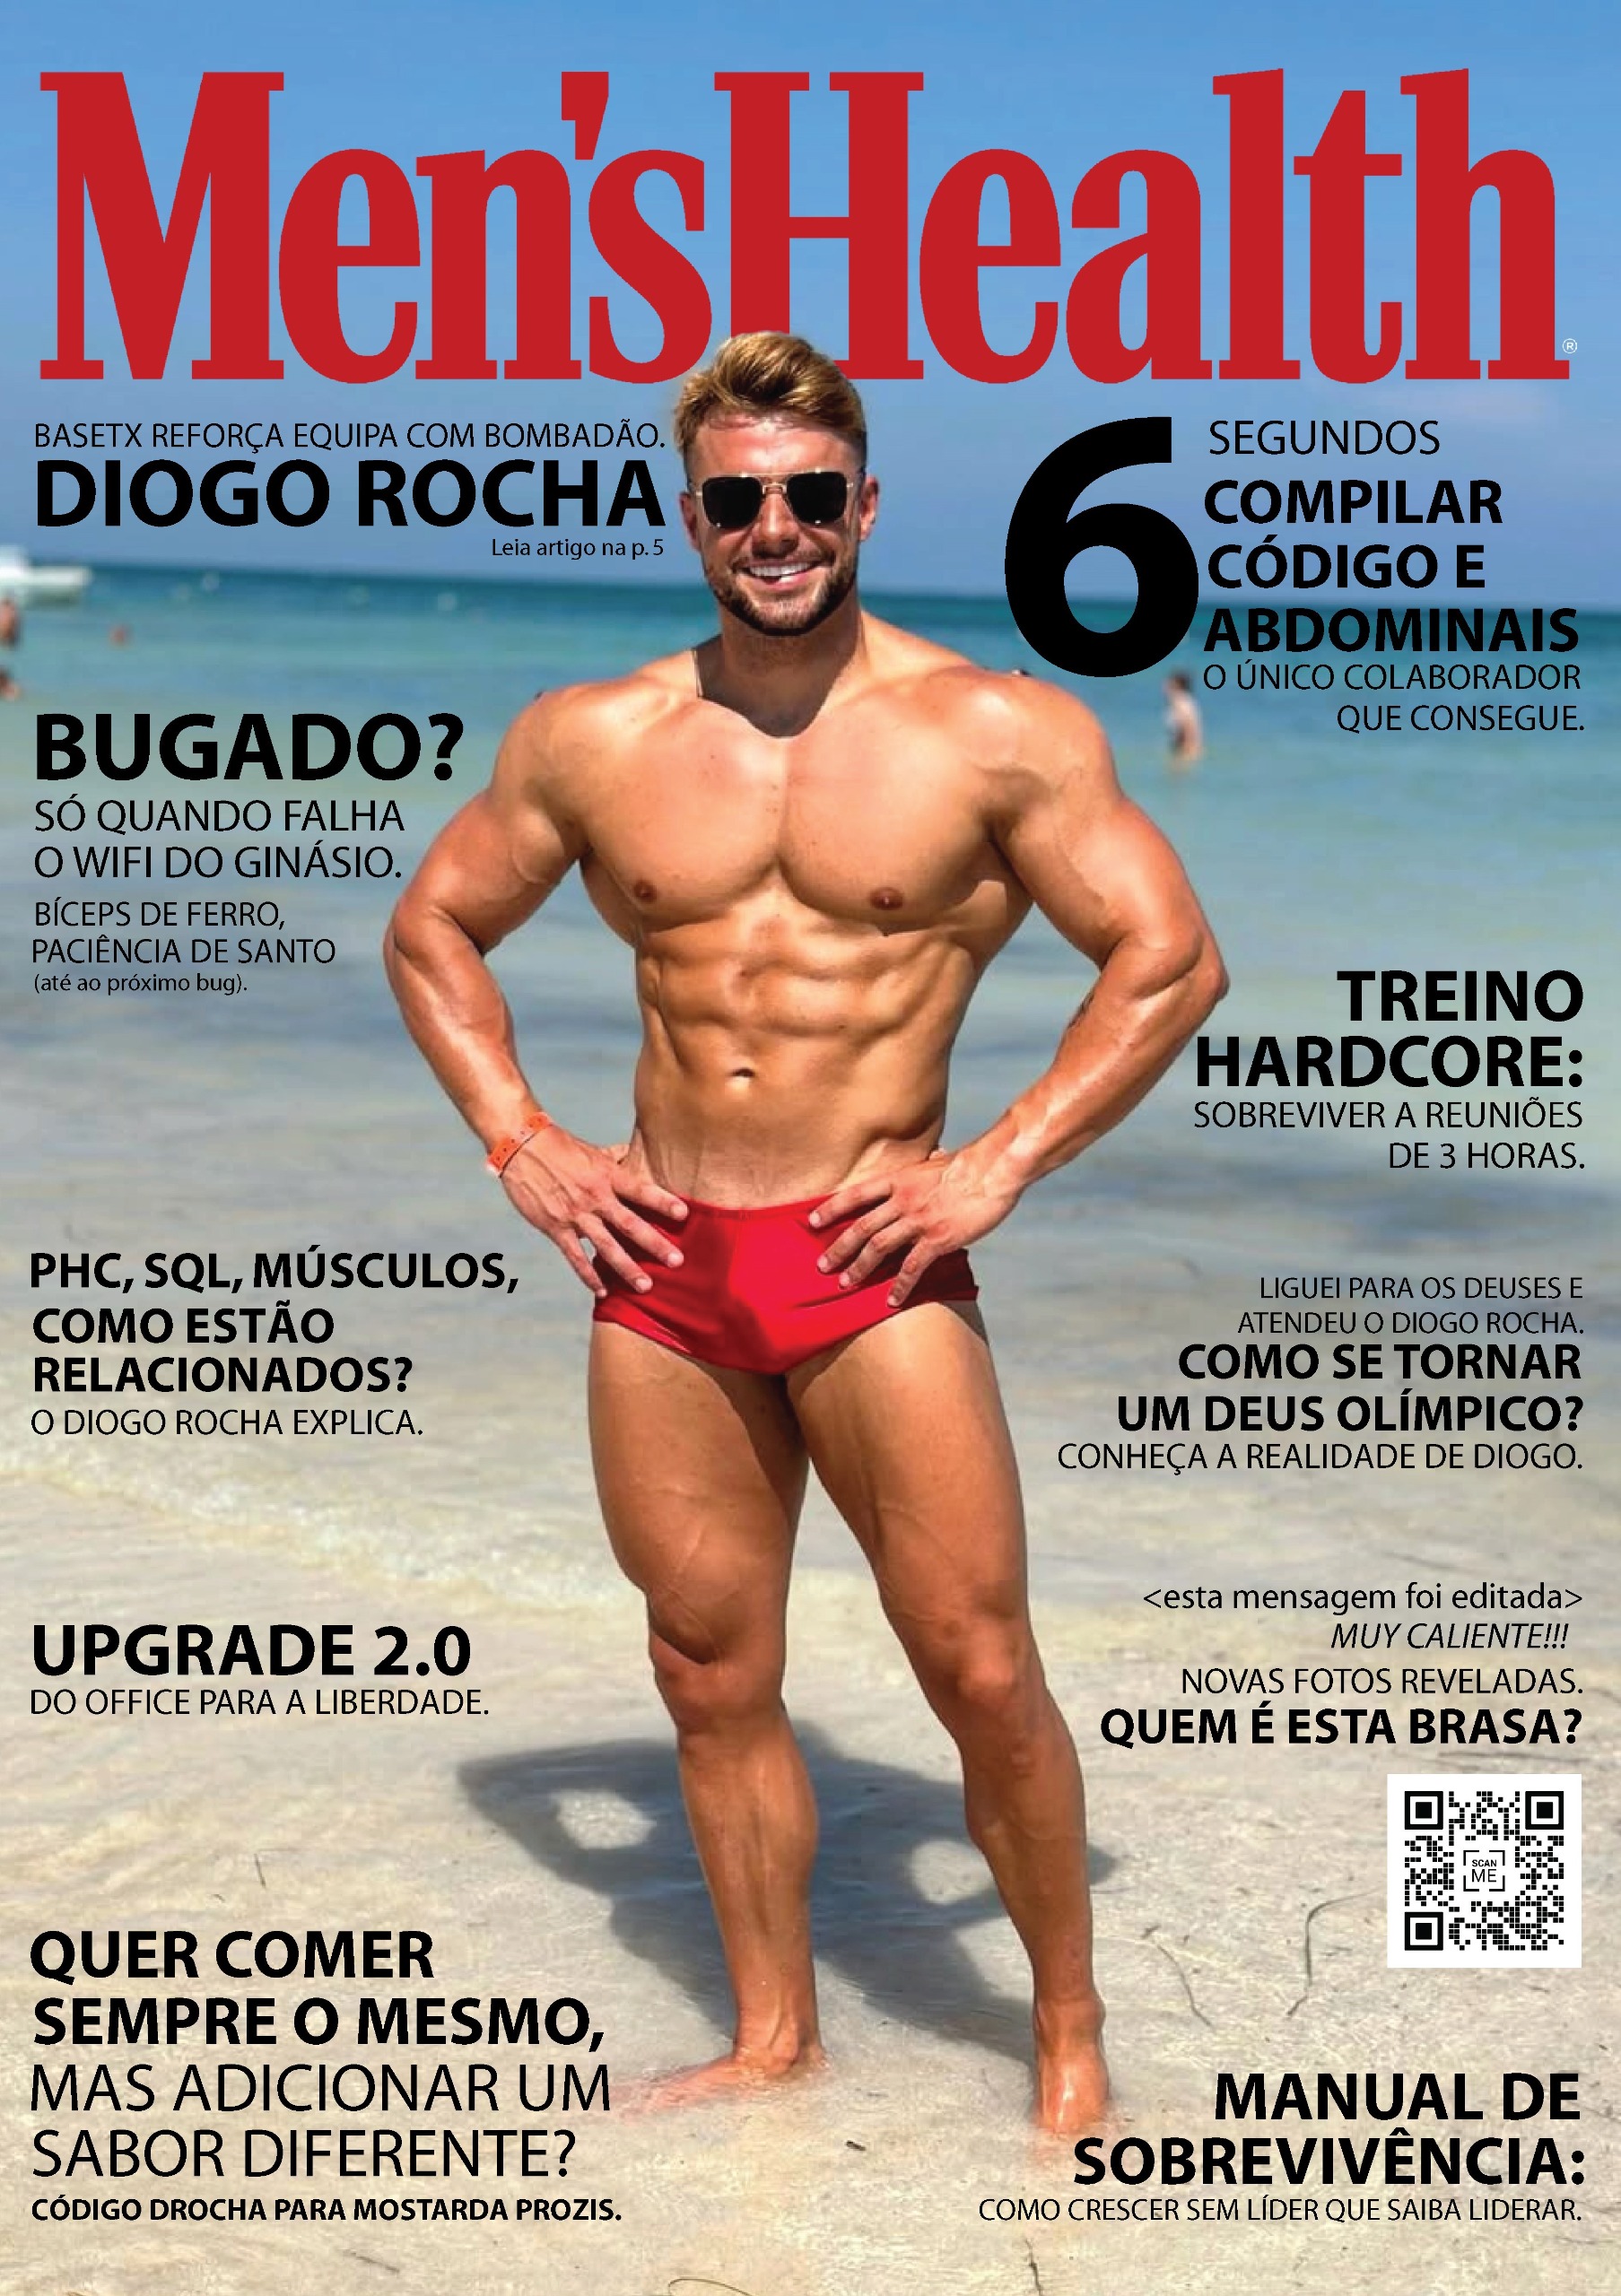 Men'sHealth®
BASETX REFORÇA EQUIPA COM BOMBADÃO.
DIOGO ROCHA
Leia artigo na p. 5
6
SEGUNDOS
COMPILAR
CÓDIGO E
ABDOMINAIS
O ÚNICO COLABORADOR
QUE CONSEGUE.
BUGADO?
SÓ QUANDO FALHA
O WIFI DO GINÁSIO.
BÍCEPS DE FERRO,
PACIÊNCIA DE SANTO
(até ao próximo bug).
TREINO
HARDCORE:
SOBREVIVER A REUNIÕES
DE 3 HORAS.
PHC, SQL, MÚSCULOS,
COMO ESTÃO
RELACIONADOS?
O DIOGO ROCHA EXPLICA.
LIGUEI PARA OS DEUSES E
ATENDEU O DIOGO ROCHA.
COMO SE TORNAR
UM DEUS OLÍMPICO?
CONHEÇA A REALIDADE DE DIOGO.
<esta mensagem foi editada>
MUY CALIENTE!!!
NOVAS FOTOS REVELADAS.
QUEM É ESTA BRASA?
SCAN
ME
UPGRADE 2.0
DO OFFICE PARA A LIBERDADE.
QUER COMER
SEMPRE O MESMO,
MAS ADICIONAR UM
SABOR DIFERENTE?
CÓDIGO DROCHA PARA MOSTARDA PROZIS.
MANUAL DE
SOBREVIVÊNCIA:
COMO CRESCER SEM LÍDER QUE SAIBA LIDERAR.